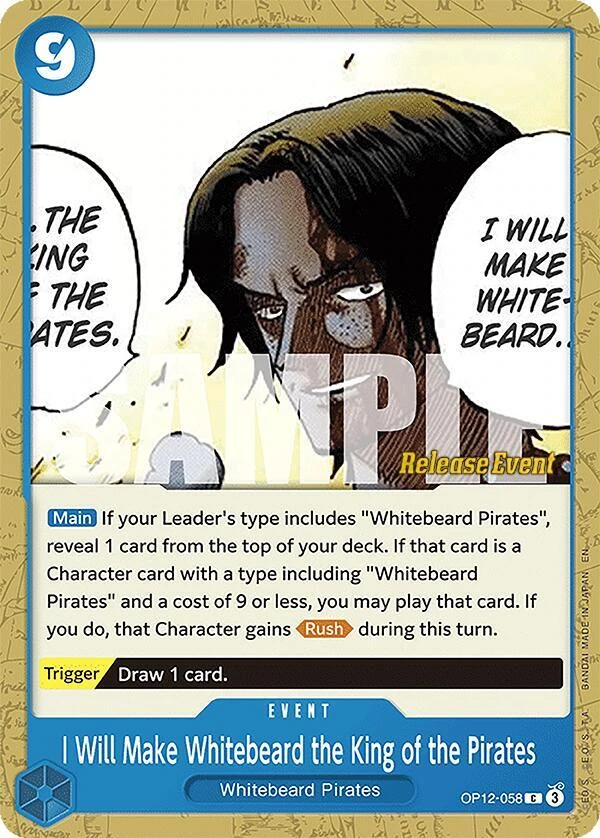 9
I WILL
MAKE
WHITE-
BEARD..
. THE
KING
F THE
ATES.
SAMPLE
Release Event
Main If your Leader's type includes "Whitebeard Pirates",
reveal 1 card from the top of your deck. If that card is a
Character card with a type including "Whitebeard
Pirates" and a cost of 9 or less, you may play that card. If
you do, that Character gains Rush during this turn.
Trigger Draw 1 card.
EVENT
I Will Make Whitebeard the King of the Pirates
Whitebeard Pirates
OP12-058 C 3
BANDAI MADE IN JAPAN EN